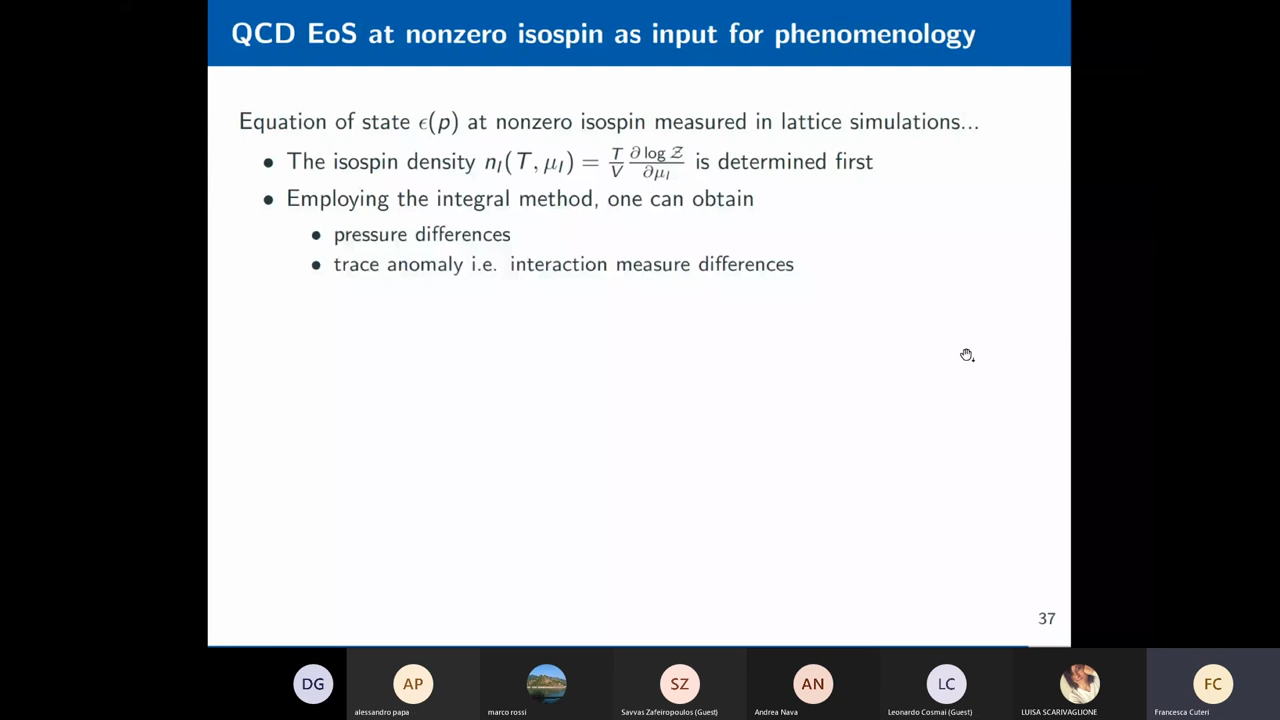 QCD EoS at nonzero isospin as input for phenomenology
Equation of state ϵ(p) at nonzero isospin measured in lattice simulations...
• The isospin density n_I(T, μ_I) = T/V ∂ log Z/∂μ_I is determined first
• Employing the integral method, one can obtain
• pressure differences
• trace anomaly i.e. interaction measure differences
37
DG
AP
SZ
AN
LC
FC
alessandro papa
marco rossi
Savvas Zafeiropoulos (Guest)
Andrea Nava
Leonardo Cosmai (Guest)
LUISA SCARIVAGLIONE
Francesca Cuteri